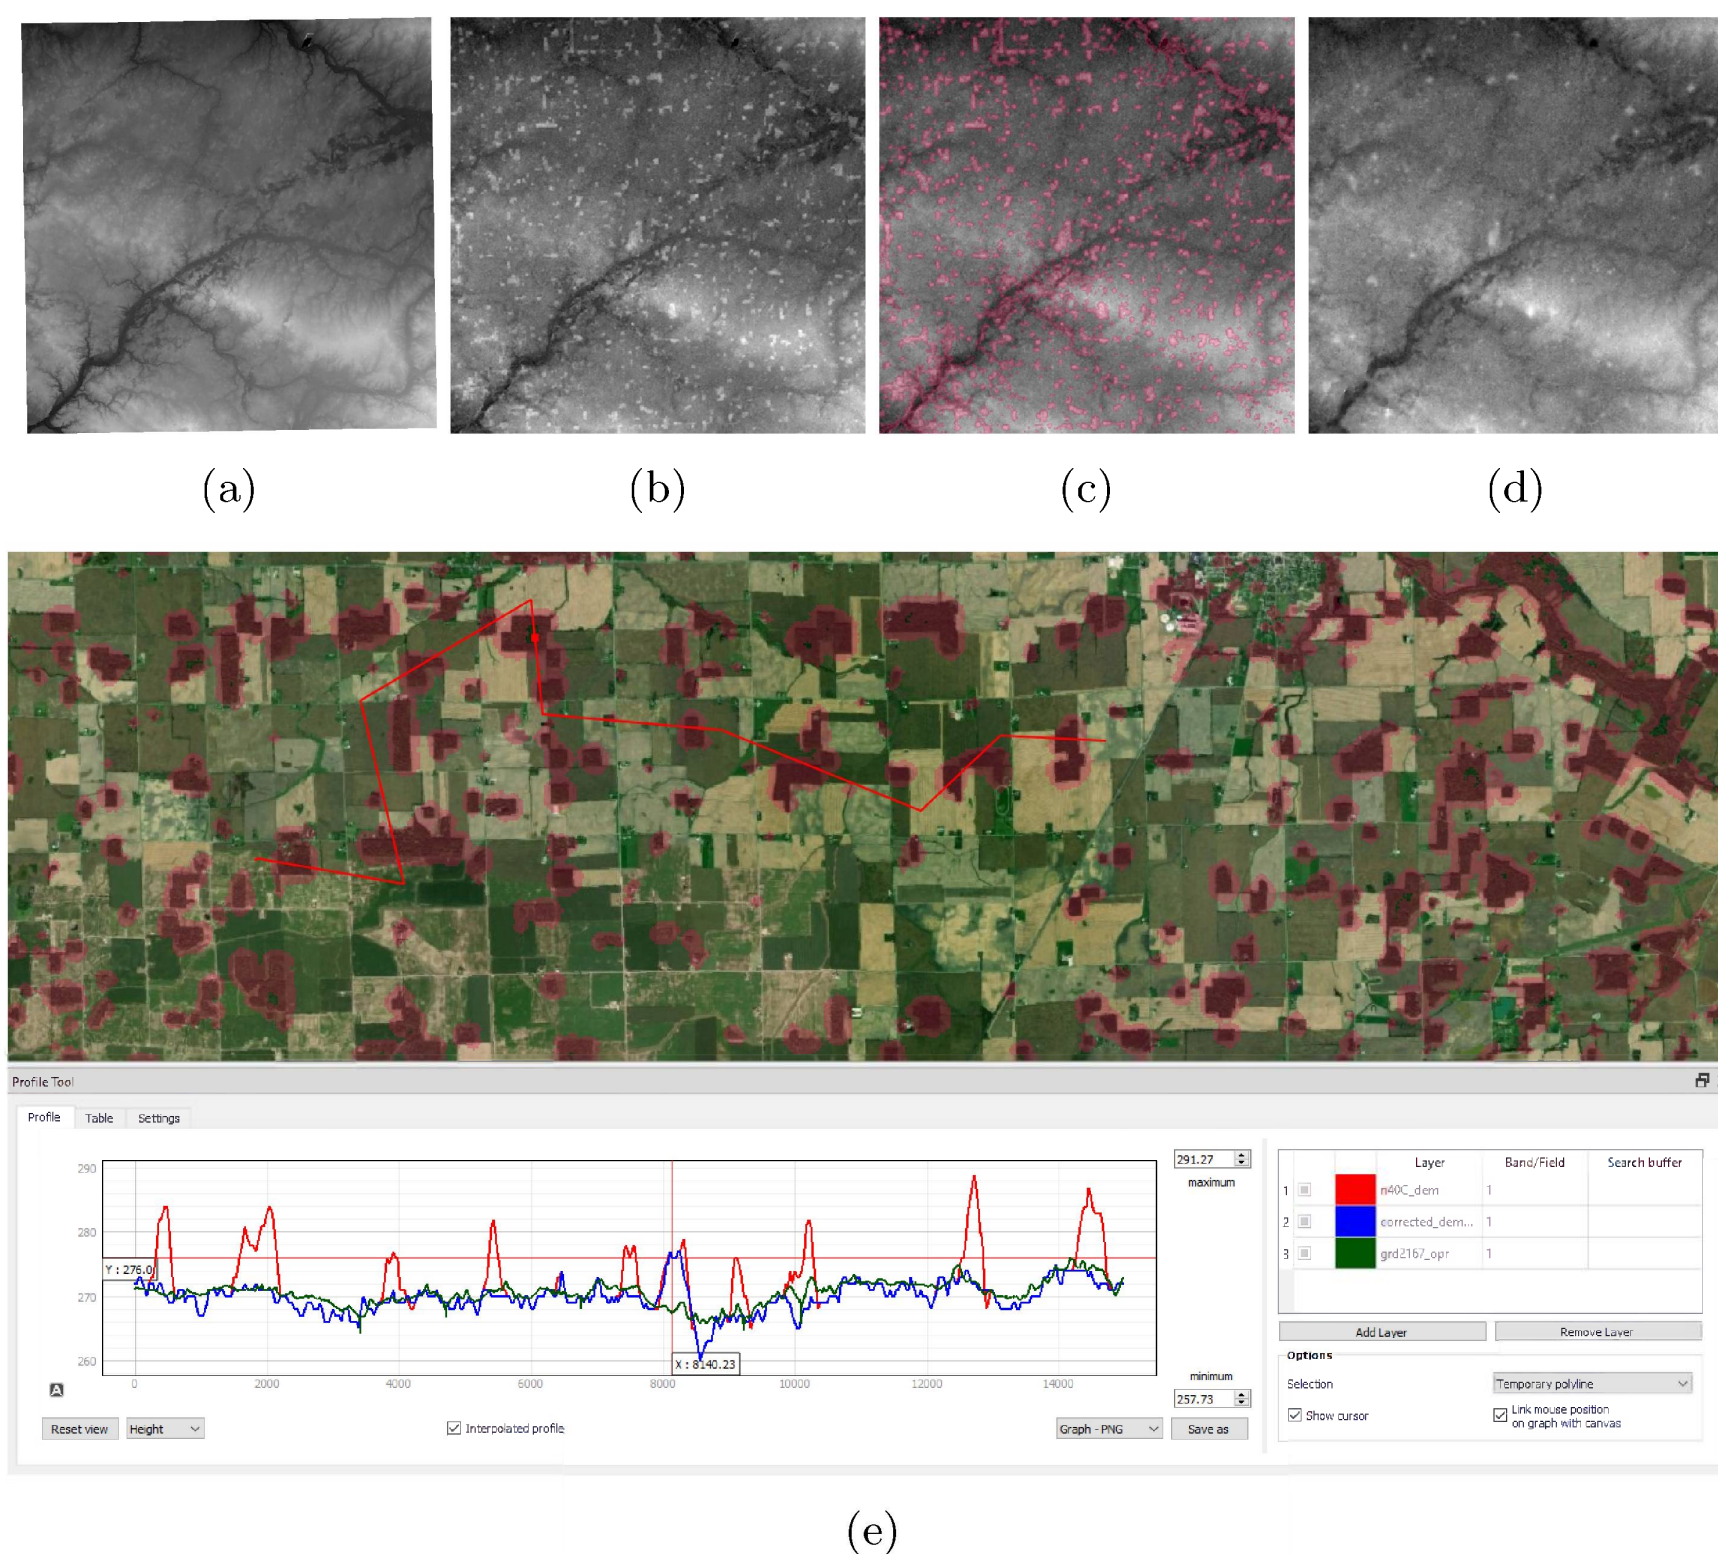 (a) (b) (c) (d)
Profile Tool
Profile Table Settings
290
280
270
260
Y : 276.0
X : 8140.23
0 2000 4000 6000 8000 10000 12000 14000
Reset view Height Interpolated profile Graph - PNG Save as
291.27
maximum
minimum
257.73
Layer Band/Field Search buffer
1 1
2 corrected_dem... 1
3 grd2167_opr 1
Add Layer Remove Layer
Options
Selection Temporary polyline
Show cursor Link mouse position
on graph with canvas
(e)